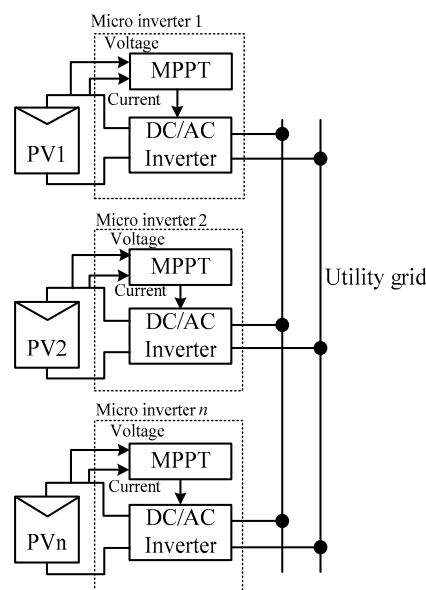 Micro inverter 1
Voltage
MPPT
Current
PV1
DC/AC
Inverter
Micro inverter 2
Voltage
MPPT
Current
PV2
DC/AC
Inverter
Utility grid
Micro inverter n
Voltage
MPPT
Current
PVn
DC/AC
Inverter